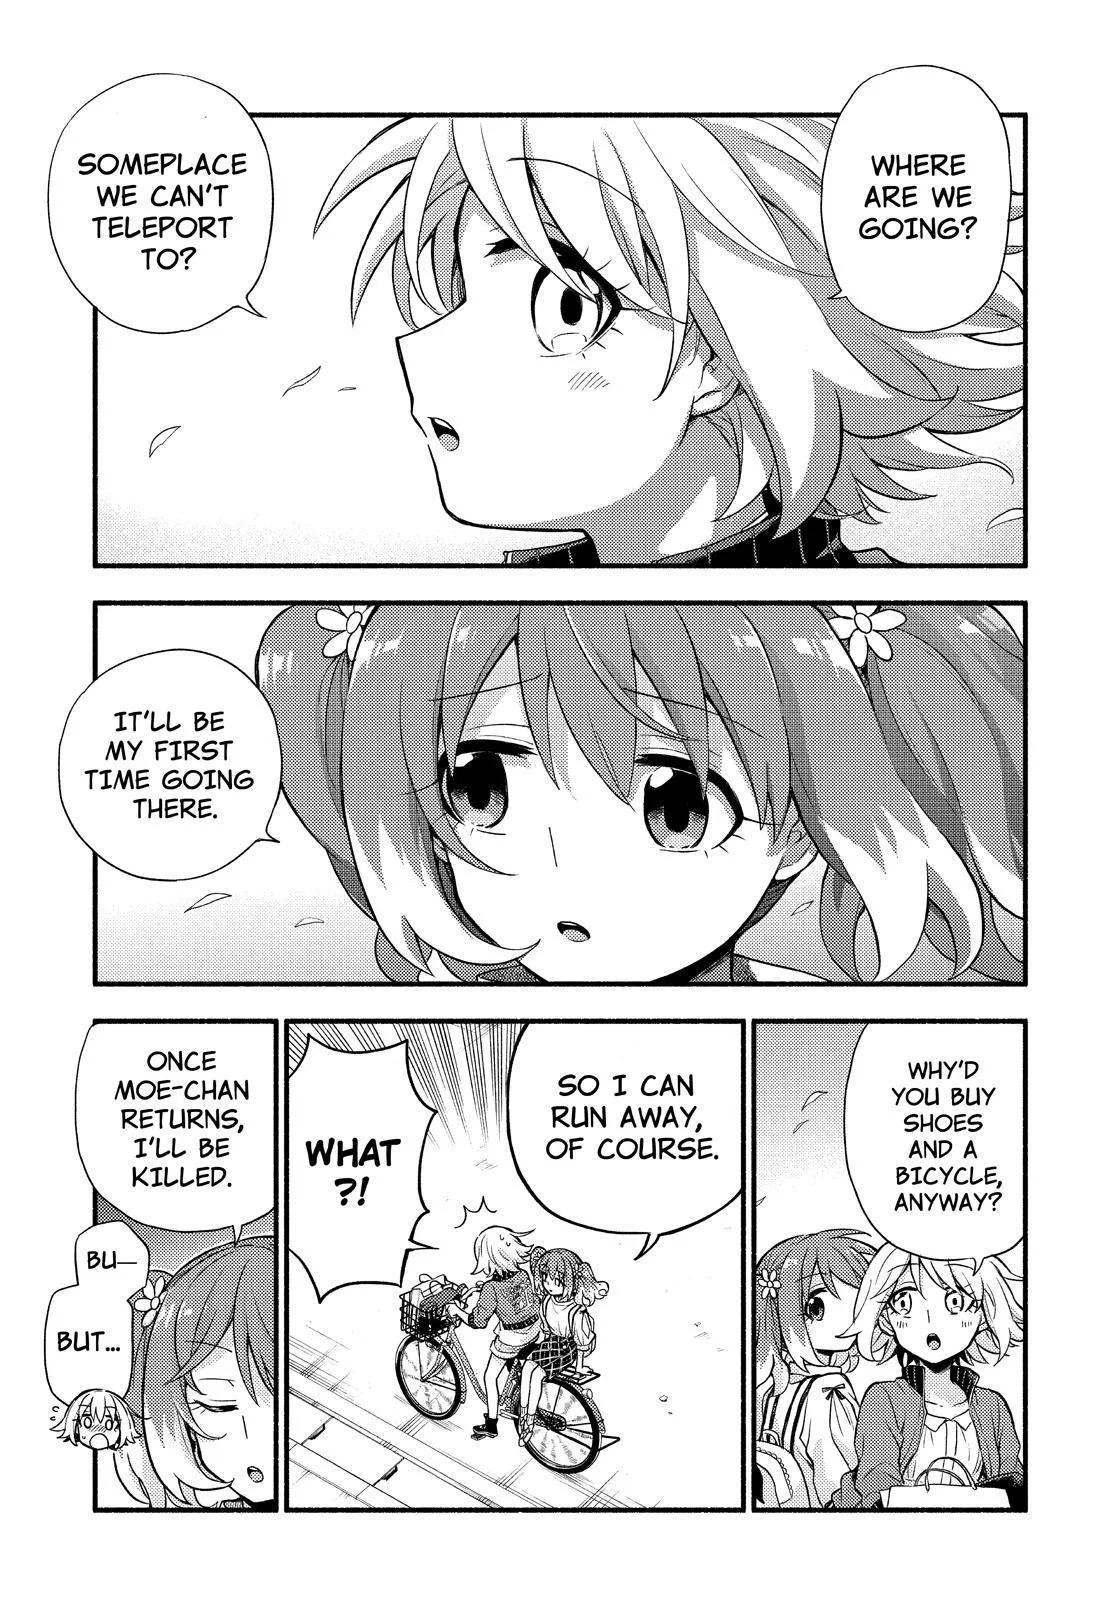 WHERE
ARE WE
GOING?
SOMEPLACE
WE CAN'T
TELEPORT
TO?
IT'LL BE
MY FIRST
TIME GOING
THERE.
WHY'D
YOU BUY
SHOES
AND A
BICYCLE,
ANYWAY?
SO I CAN
RUN AWAY,
OF COURSE.
WHAT
?!
ONCE
MOE-CHAN
RETURNS,
I'LL BE
KILLED.
BU—
BUT...